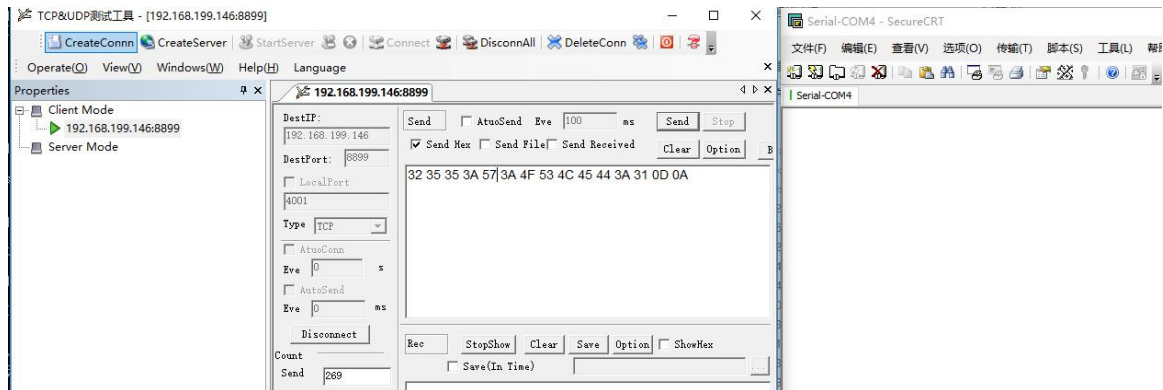 TCP&UDP测试工具 - [192.168.199.146:8899]
CreateConnn CreateServer StartServer Connect DisconnAll DeleteConn
Operate(O) View(V) Windows(W) Help(H) Language
Properties
Client Mode
192.168.199.146:8899
Server Mode
192.168.199.146:8899
DestIP:
192.168.199.146
DestPort: 8899
LocalPort
4001
Type TCP
AtuoConn
Eve 0 s
AutoSend
Eve 0 ms
Disconnect
Count
Send 269
Send AtuoSend Eve 100 ms Send Stop
Send Hex Send File Send Received Clear Option B
32 35 35 3A 57 3A 4F 53 4C 45 44 3A 31 0D 0A
Rec StopShow Clear Save Option ShowHex
Save(In Time) ...
Serial-COM4 - SecureCRT
文件(F) 编辑(E) 查看(V) 选项(O) 传输(T) 脚本(S) 工具(L)
Serial-COM4